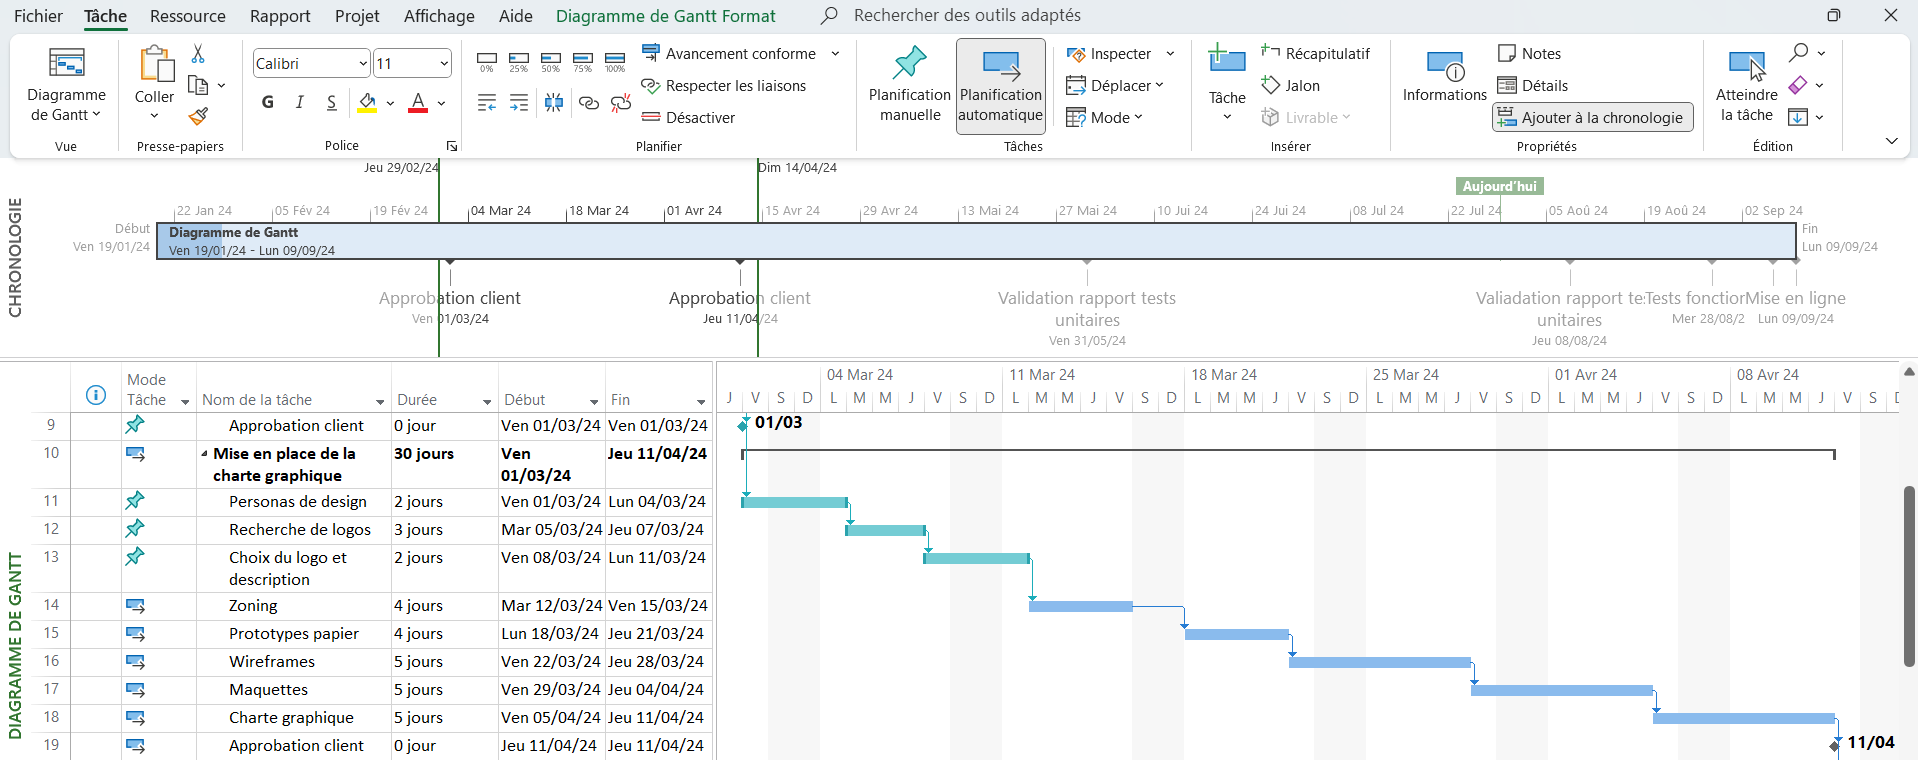 Fichier Tâche Ressource Rapport Projet Affichage Aide Diagramme de Gantt Format Rechercher des outils adaptés
Diagramme de Gantt
Vue
Coller
Presse-papiers
Calibri 11
G I S A
Police
0% 25% 50% 75% 100%
Avancement conforme
Respecter les liaisons
Désactiver
Planifier
Planification manuelle
Planification automatique
Inspecter
Déplacer
Mode
Tâches
Tâche
Récapitulatif
Jalon
Livrable
Insérer
Informations
Notes
Détails
Ajouter à la chronologie
Propriétés
Atteindre la tâche
Édition
CHRONOLOGIE
Jeu 29/02/24 Dim 14/04/24
Aujourd'hui
22 Jan 24 05 Fév 24 19 Fév 24 04 Mar 24 18 Mar 24 01 Avr 24 15 Avr 24 29 Avr 24 13 Mai 24 27 Mai 24 10 Jui 24 24 Jui 24 08 Jul 24 22 Jul 24 05 Aoû 24 19 Aoû 24 02 Sep 24
Début
Ven 19/01/24
Diagramme de Gantt
Ven 19/01/24 - Lun 09/09/24
Fin
Lun 09/09/24
Approbation client
Ven 01/03/24
Approbation client
Jeu 11/04/24
Validation rapport tests
unitaires
Ven 31/05/24
Valiadation rapport te
unitaires
Jeu 08/08/24
Tests fonction
Mer 28/08/2
Mise en ligne
Lun 09/09/24
DIAGRAMME DE GANTT
Mode Tâche Nom de la tâche Durée Début Fin
04 Mar 24 11 Mar 24 18 Mar 24 25 Mar 24 01 Avr 24 08 Avr 24
J V S D L M M J V S D L M M J V S D L M M J V S D L M M J V S D L M M J V S D L M M J V S D
9 Approbation client 0 jour Ven 01/03/24 Ven 01/03/24 01/03
10 Mise en place de la charte graphique 30 jours Ven 01/03/24 Jeu 11/04/24
11 Personas de design 2 jours Ven 01/03/24 Lun 04/03/24
12 Recherche de logos 3 jours Mar 05/03/24 Jeu 07/03/24
13 Choix du logo et description 2 jours Ven 08/03/24 Lun 11/03/24
14 Zoning 4 jours Mar 12/03/24 Ven 15/03/24
15 Prototypes papier 4 jours Lun 18/03/24 Jeu 21/03/24
16 Wireframes 5 jours Ven 22/03/24 Jeu 28/03/24
17 Maquettes 5 jours Ven 29/03/24 Jeu 04/04/24
18 Charte graphique 5 jours Ven 05/04/24 Jeu 11/04/24
19 Approbation client 0 jour Jeu 11/04/24 Jeu 11/04/24 11/04